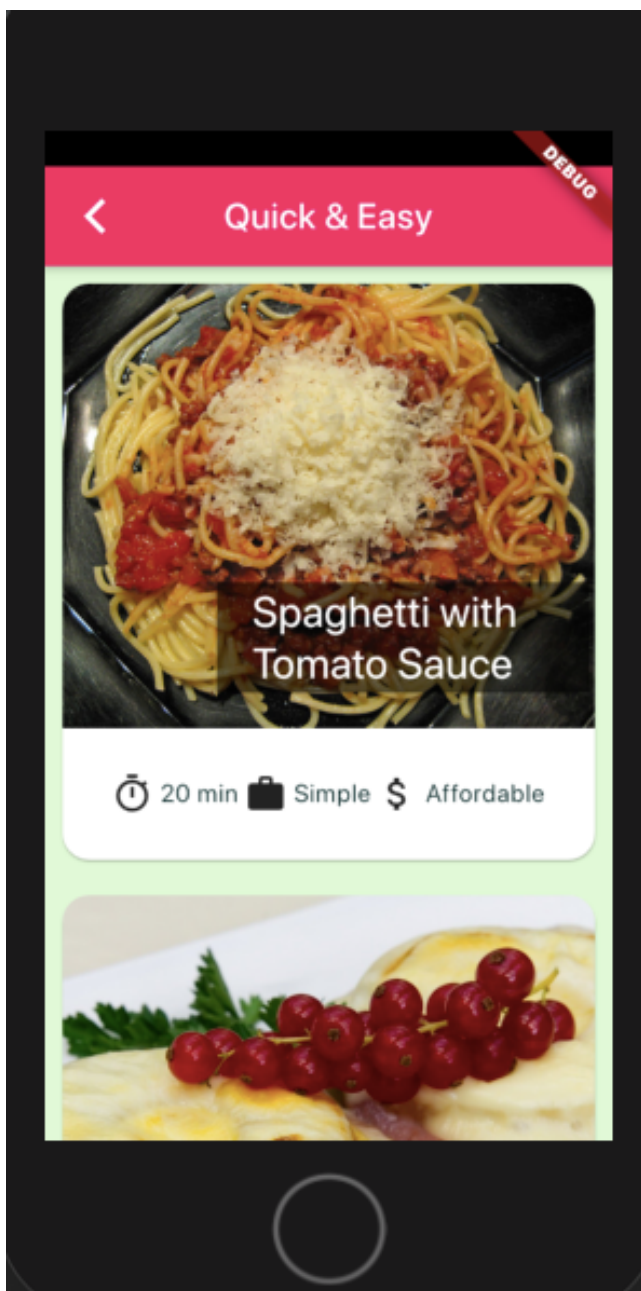 DEBUG
Quick & Easy
Spaghetti with
Tomato Sauce
20 min Simple $ Affordable